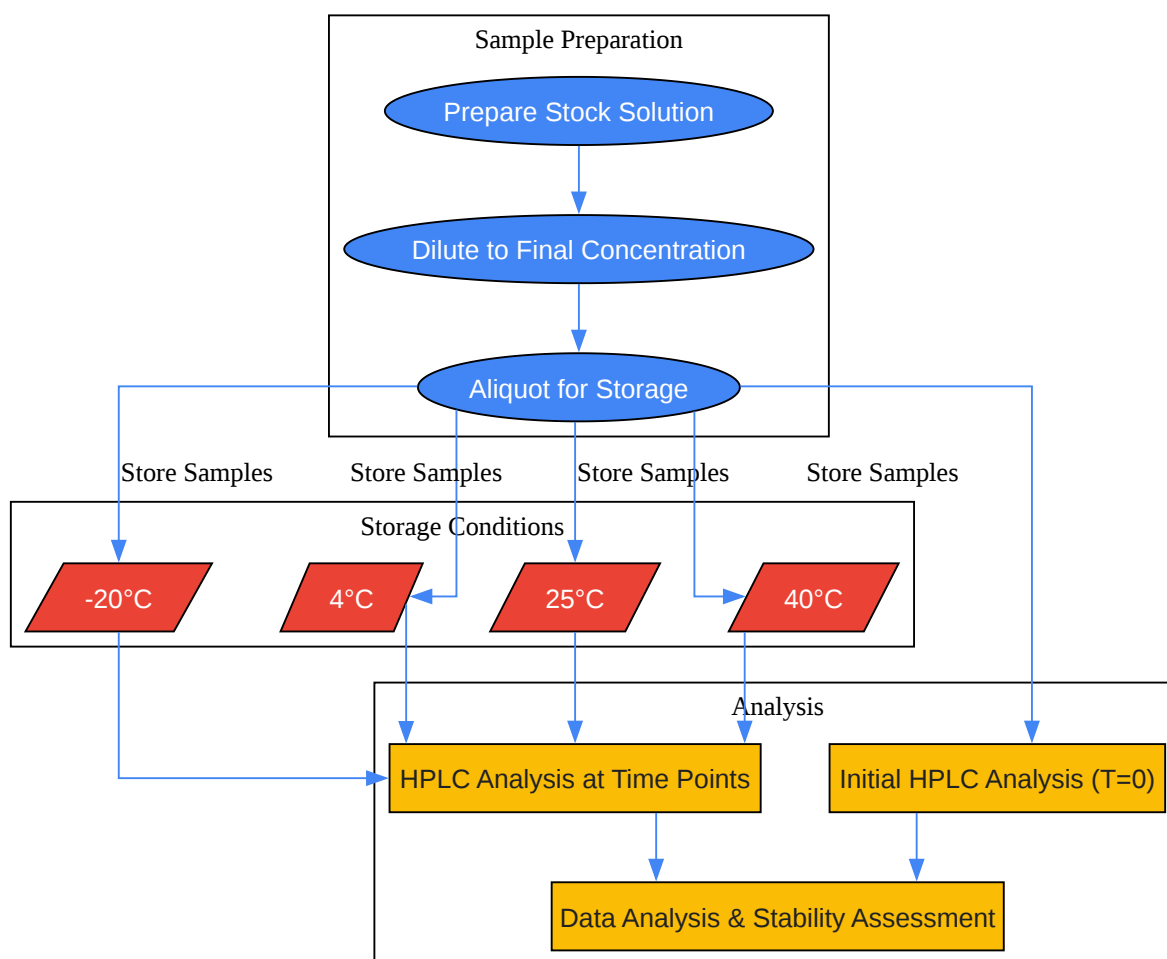 Sample Preparation
Prepare Stock Solution
Dilute to Final Concentration
Aliquot for Storage
Store Samples
Store Samples
Store Samples
Store Samples
Storage Conditions
-20°C
4°C
25°C
40°C
Analysis
HPLC Analysis at Time Points
Initial HPLC Analysis (T=0)
Data Analysis & Stability Assessment